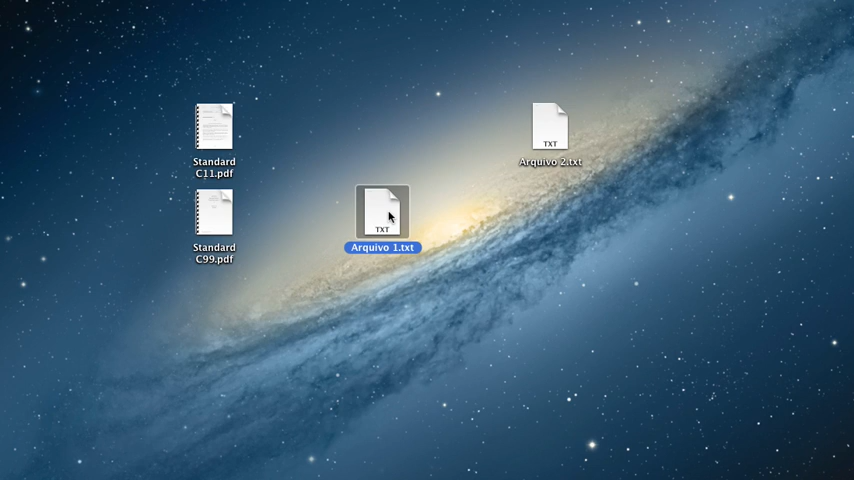 Standard
C11.pdf
TXT
Arquivo 2.txt
Standard
C99.pdf
TXT
Arquivo 1.txt